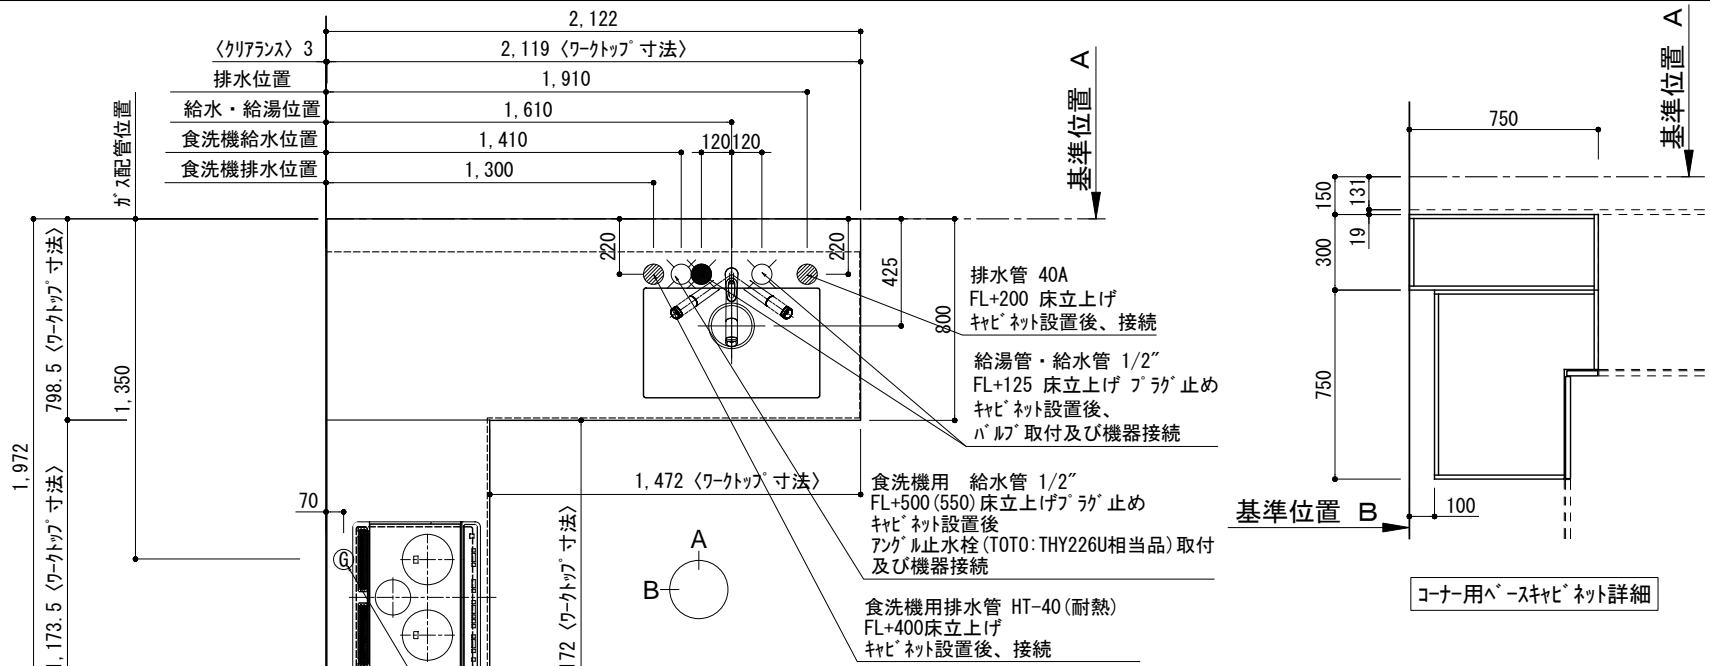 2,122
〈クリアランス〉 3
2,119 〈ワークトップ寸法〉
排水位置
1,910
給水・給湯位置
1,610
食洗機給水位置
1,410
120
120
食洗機排水位置
1,300
ガス配管位置
基準位置 A
220
220
425
800
798.5 〈ワークトップ寸法〉
1,350
1,972
1,173.5 〈ワークトップ寸法〉
排水管 40A
FL+200 床立上げ
キャビネット設置後、接続
給湯管・給水管 1/2″
FL+125 床立上げ プラグ止め
キャビネット設置後、
バルブ取付及び機器接続
1,472 〈ワークトップ寸法〉
食洗機用 給水管 1/2″
FL+500(550)床立上げプラグ止め
キャビネット設置後
アングル止水栓(TOTO:THY226U相当品)取付
及び機器接続
食洗機用排水管 HT-40(耐熱)
FL+400床立上げ
キャビネット設置後、接続
70
G
172 〈ワークトップ寸法〉
A
B
基準位置 A
750
150
131
19
300
750
100
基準位置 B
コーナー用ベースキャビネット詳細